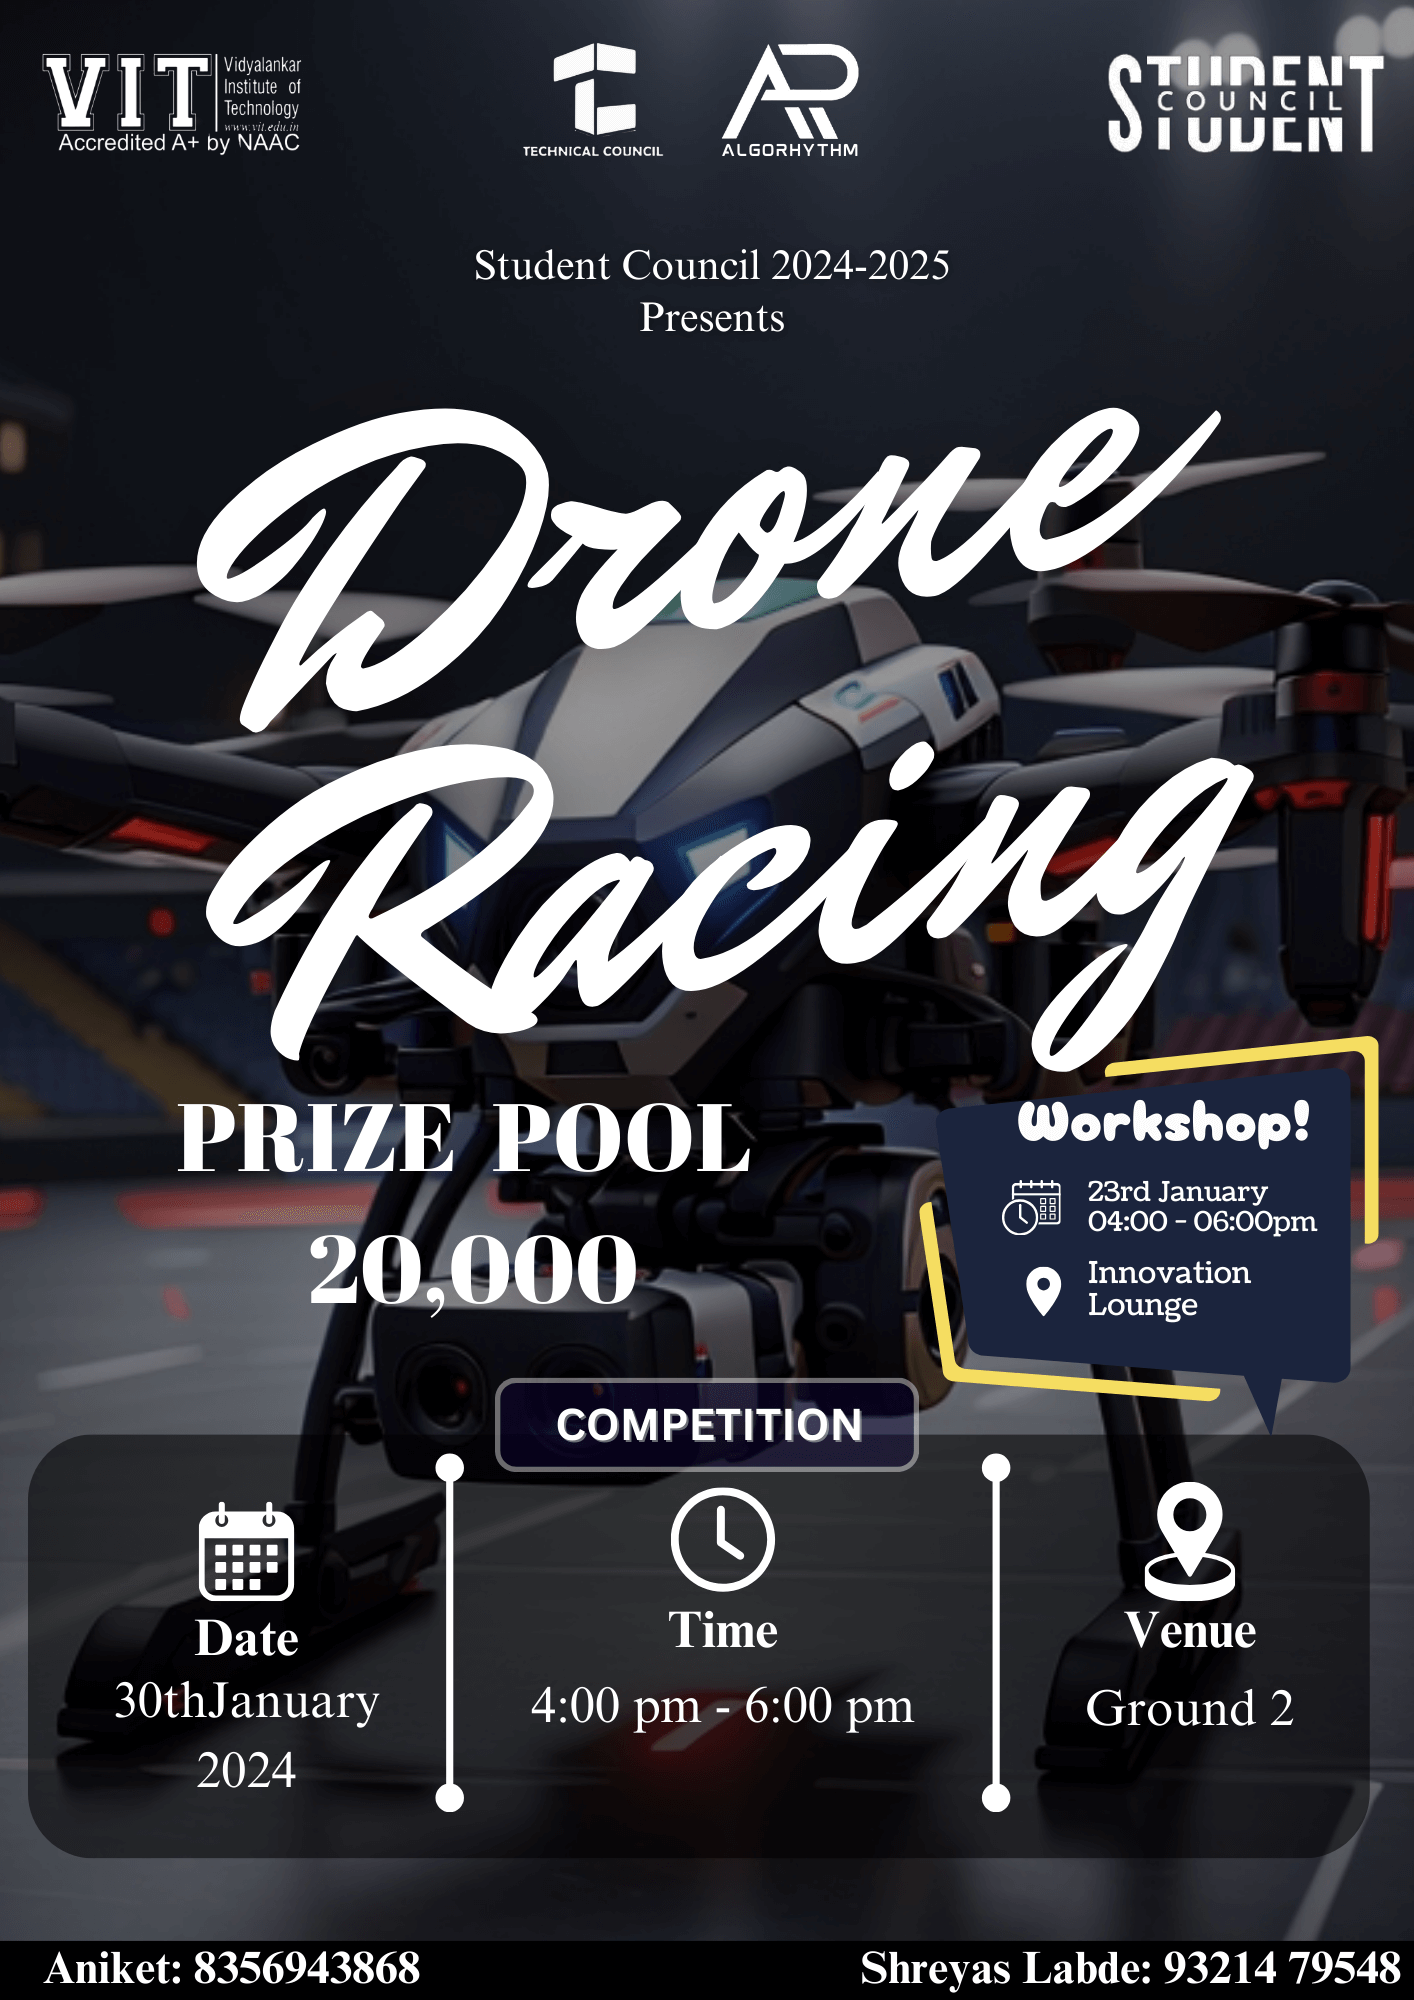 VIT
Vidyalankar
Institute of
Technology
www.vit.edu.in
Accredited A+ by NAAC
TECHNICAL COUNCIL
ALGORHYTHM
STUDENT
COUNCIL
Student Council 2024-2025
Presents
Drone
Racing
PRIZE POOL
20,000
Workshop!
23rd January
04:00 - 06:00pm
Innovation
Lounge
COMPETITION
Date
30thJanuary
2024
Time
4:00 pm - 6:00 pm
Venue
Ground 2
Aniket: 8356943868
Shreyas Labde: 93214 79548